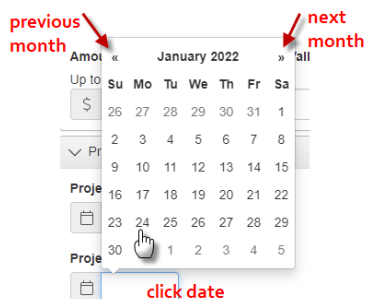 previous
month
next
month
« January 2022 »
Amou
all
Up to
Su Mo Tu We Th Fr Sa
$
26 27 28 29 30 31 1
2 3 4 5 6 7 8
Pr
9 10 11 12 13 14 15
Proje
16 17 18 19 20 21 22
23 24 25 26 27 28 29
Proje
30 1 2 3 4 5
click date